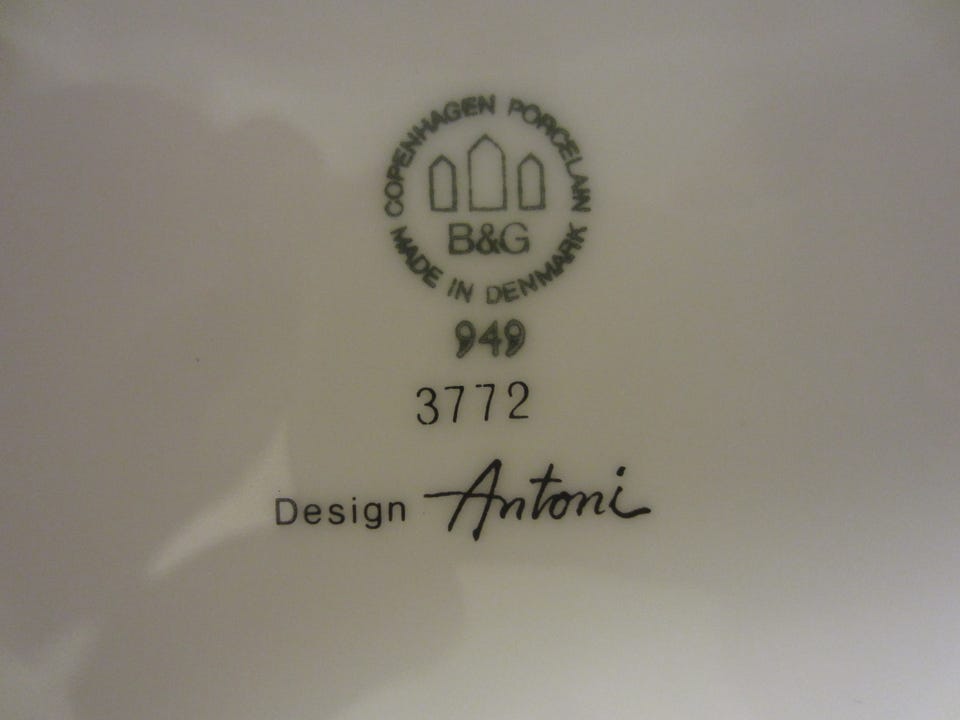 COPENHAGEN PORCELAIN
B&G
MADE IN DENMARK
949
3772
Design Antoni